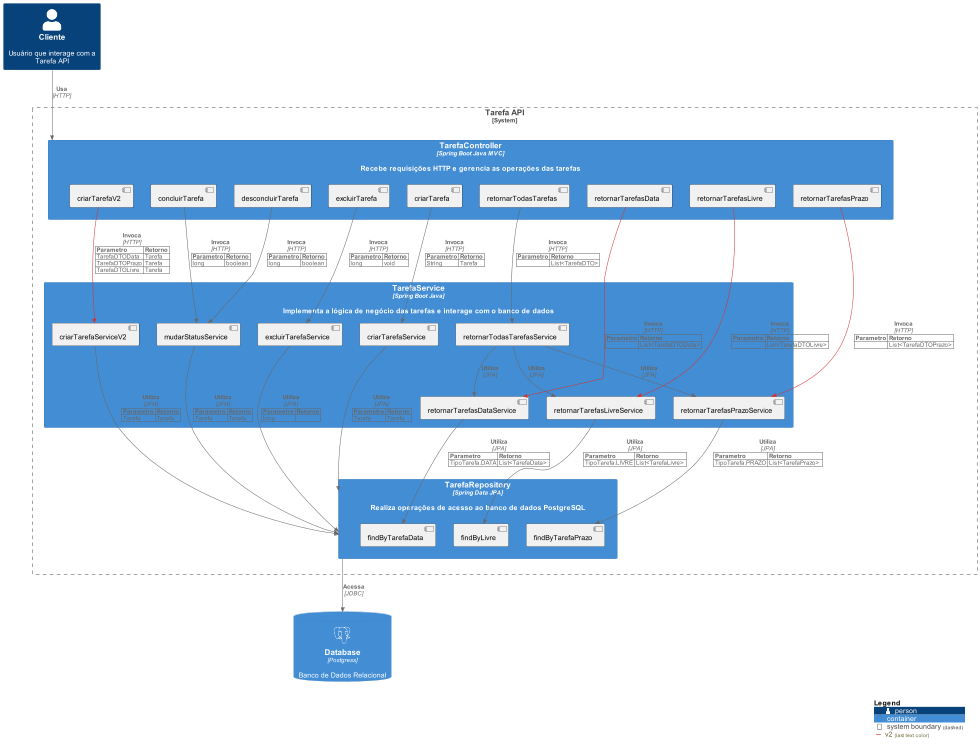 Cliente
Usuário que interage com a
Tarefa API
Usa
[HTTP]
Tarefa API
[System]
TarefaController
[Spring Boot Java MVC]
Recebe requisições HTTP e gerencia as operações das tarefas
criarTarefaV2
concluirTarefa
desconcluirTarefa
excluirTarefa
criarTarefa
retornarTodasTarefas
retornarTarefasData
retornarTarefasLivre
retornarTarefasPrazo
Invoca
[HTTP]
Parametro Retorno
TarefaDTOData Tarefa
TarefaDTOPrazo Tarefa
TarefaDTOLivre Tarefa
Invoca
[HTTP]
Parametro Retorno
long boolean
Invoca
[HTTP]
Parametro Retorno
long boolean
Invoca
[HTTP]
Parametro Retorno
long void
Invoca
[HTTP]
Parametro Retorno
String Tarefa
Invoca
[HTTP]
Parametro Retorno
List<TarefaDTO>
TarefaService
[Spring Boot Java]
Implementa a lógica de negócio das tarefas e interage com o banco de dados
criarTarefaServiceV2
mudarStatusService
excluirTarefaService
criarTarefaService
retornarTodasTarefasService
Invoca
[HTTP]
Parametro Retorno
List<TarefaDTOData>
Invoca
[HTTP]
Parametro Retorno
List<TarefaDTOLivre>
Invoca
[HTTP]
Parametro Retorno
List<TarefaDTOPrazo>
Utiliza
[JPA]
Utiliza
[JPA]
Utiliza
[JPA]
Utiliza
[JPA]
Parametro Retorno
Tarefa Tarefa
Utiliza
[JPA]
Parametro Retorno
Tarefa Tarefa
Utiliza
[JPA]
Parametro Retorno
long
Utiliza
[JPA]
Parametro Retorno
Tarefa Tarefa
retornarTarefasDataService
retornarTarefasLivreService
retornarTarefasPrazoService
Utiliza
[JPA]
Parametro Retorno
TipoTarefa.DATA List<TarefaData>
Utiliza
[JPA]
Parametro Retorno
TipoTarefa.LIVRE List<TarefaLivre>
Utiliza
[JPA]
Parametro Retorno
TipoTarefa.PRAZO List<TarefaPrazo>
TarefaRepository
[Spring Data JPA]
Realiza operações de acesso ao banco de dados PostgreSQL
findByTarefaData
findByLivre
findByTarefaPrazo
Acessa
[JDBC]
Database
[Postgress]
Banco de Dados Relacional
Legend
person
container
system boundary (dashed)
v2 (last text color)